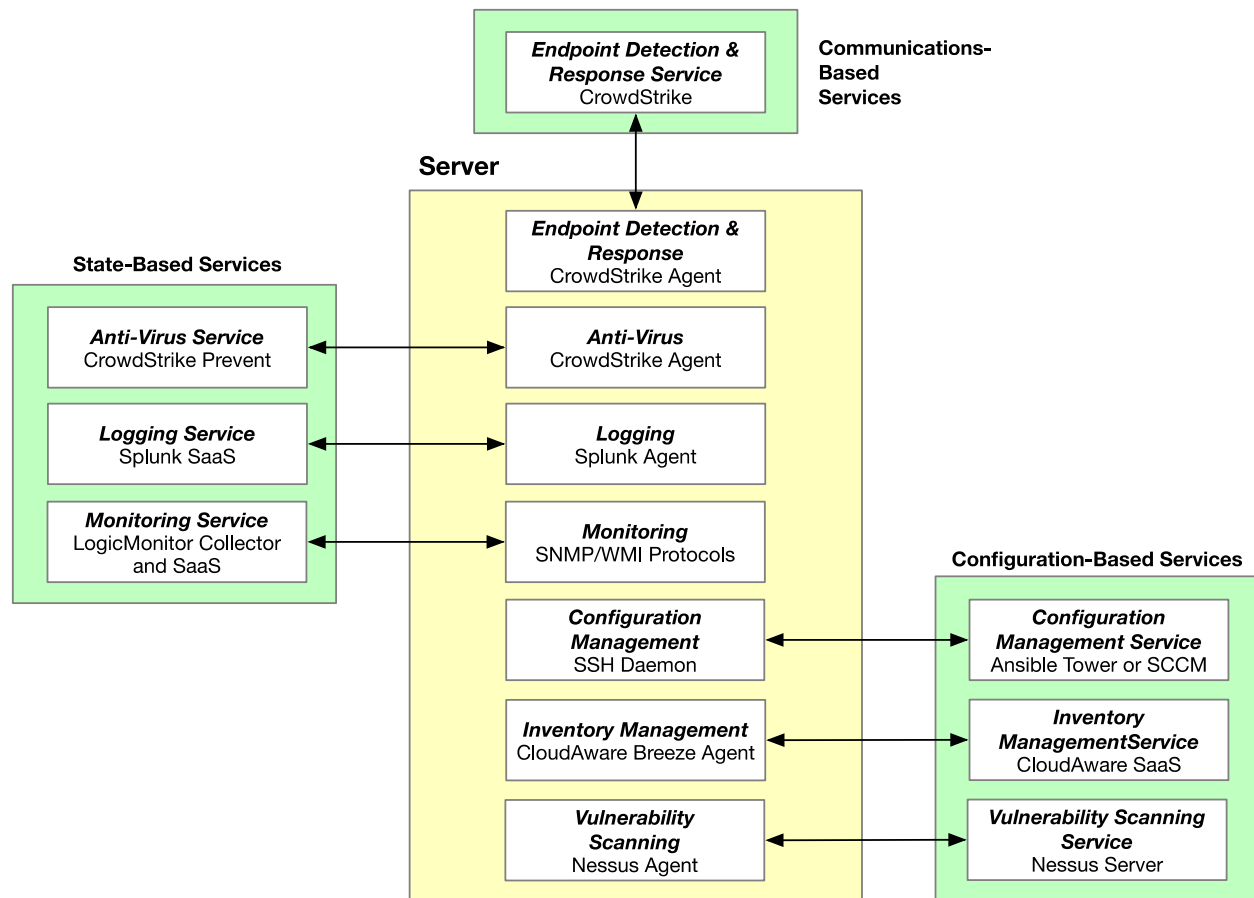 Endpoint Detection &
Response Service
CrowdStrike
Communications-
Based
Services
Server
Endpoint Detection &
Response
CrowdStrike Agent
State-Based Services
Anti-Virus Service
CrowdStrike Prevent
Anti-Virus
CrowdStrike Agent
Logging Service
Splunk SaaS
Logging
Splunk Agent
Monitoring Service
LogicMonitor Collector
and SaaS
Monitoring
SNMP/WMI Protocols
Configuration-Based Services
Configuration
Management
SSH Daemon
Configuration
Management Service
Ansible Tower or SCCM
Inventory Management
CloudAware Breeze Agent
Inventory
ManagementService
CloudAware SaaS
Vulnerability
Scanning
Nessus Agent
Vulnerability Scanning
Service
Nessus Server